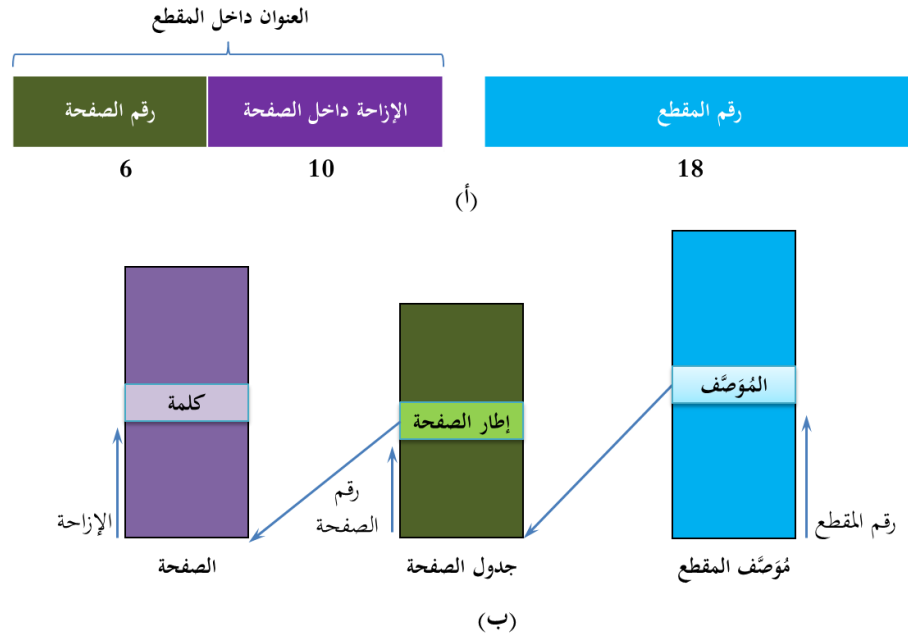 العنوان داخل المقطع
رقم المقطع
الإزاحة داخل الصفحة
رقم الصفحة
18
10
6
(أ)
المُوَصَّف
إطار الصفحة
كلمة
رقم المقطع
رقم
الصفحة
الإزاحة
مُوَصَّف المقطع
جدول الصفحة
الصفحة
(ب)